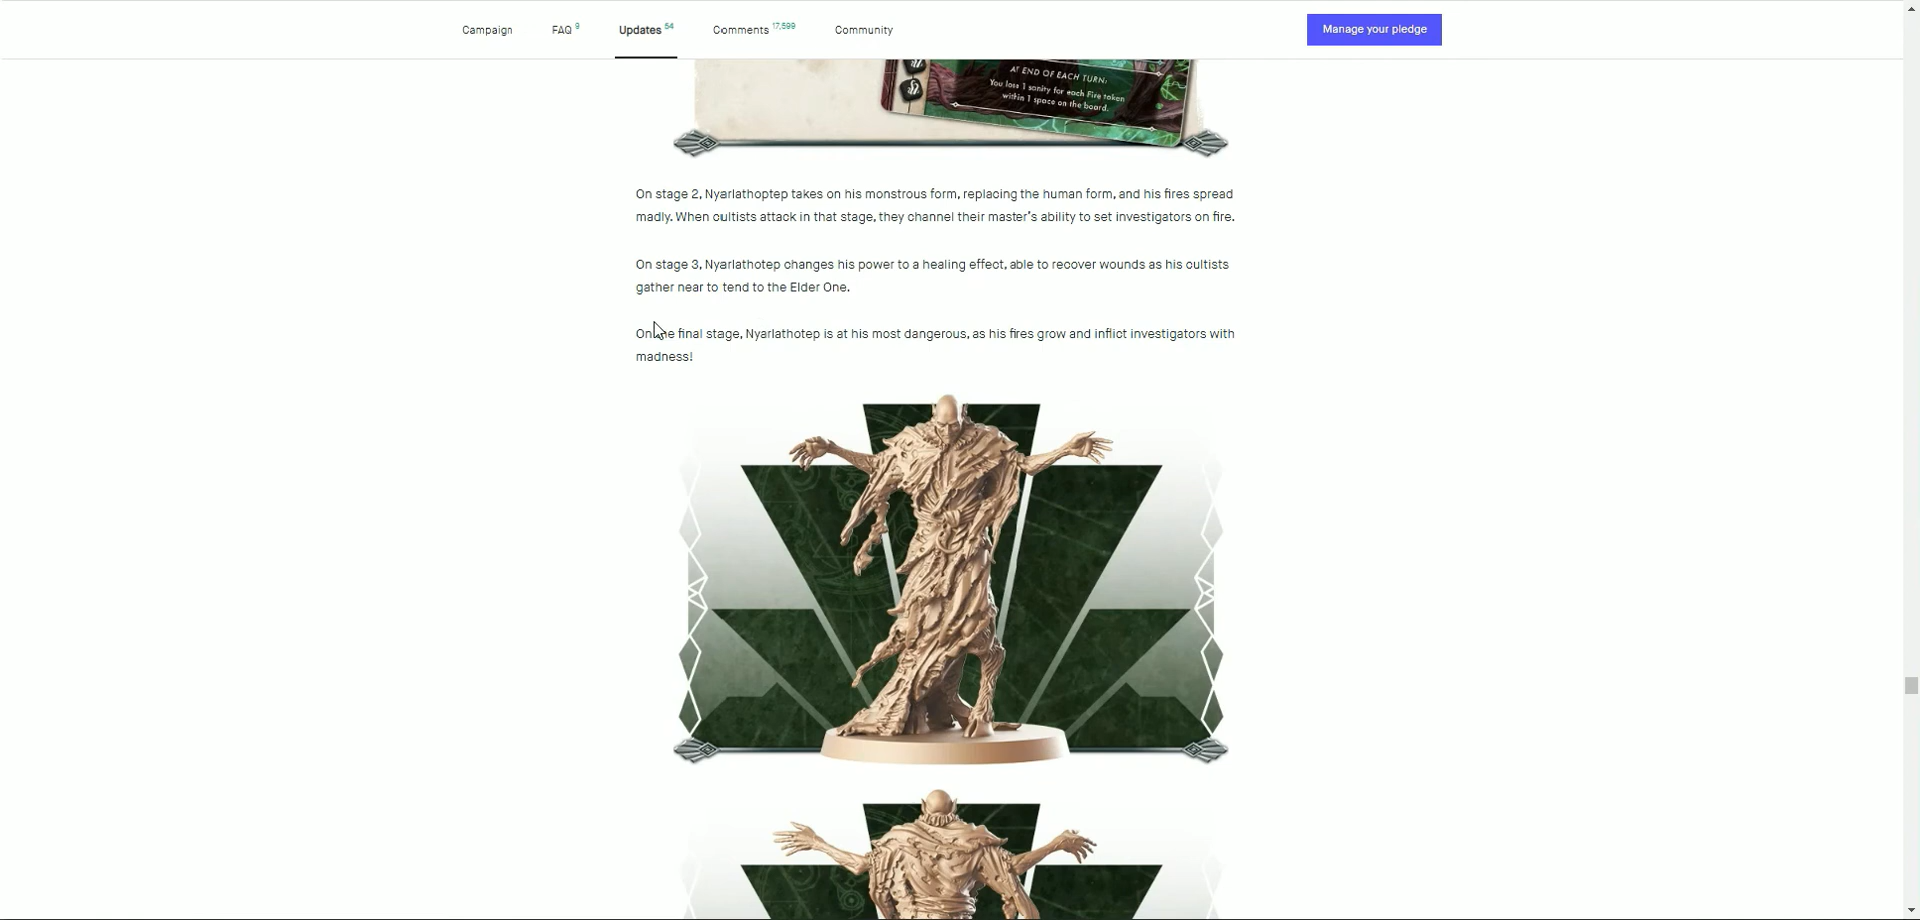 Campaign
FAQ 9
Updates 54
Comments 17,599
Community
Manage your pledge
AT END OF EACH TURN:
You loss 1 sanity for each Fire token
within 1 space on the board.
On stage 2, Nyarlathoptep takes on his monstrous form, replacing the human form, and his fires spread
madly. When cultists attack in that stage, they channel their master's ability to set investigators on fire.
On stage 3, Nyarlathotep changes his power to a healing effect, able to recover wounds as his cultists
gather near to tend to the Elder One.
On the final stage, Nyarlathotep is at his most dangerous, as his fires grow and inflict investigators with
madness!